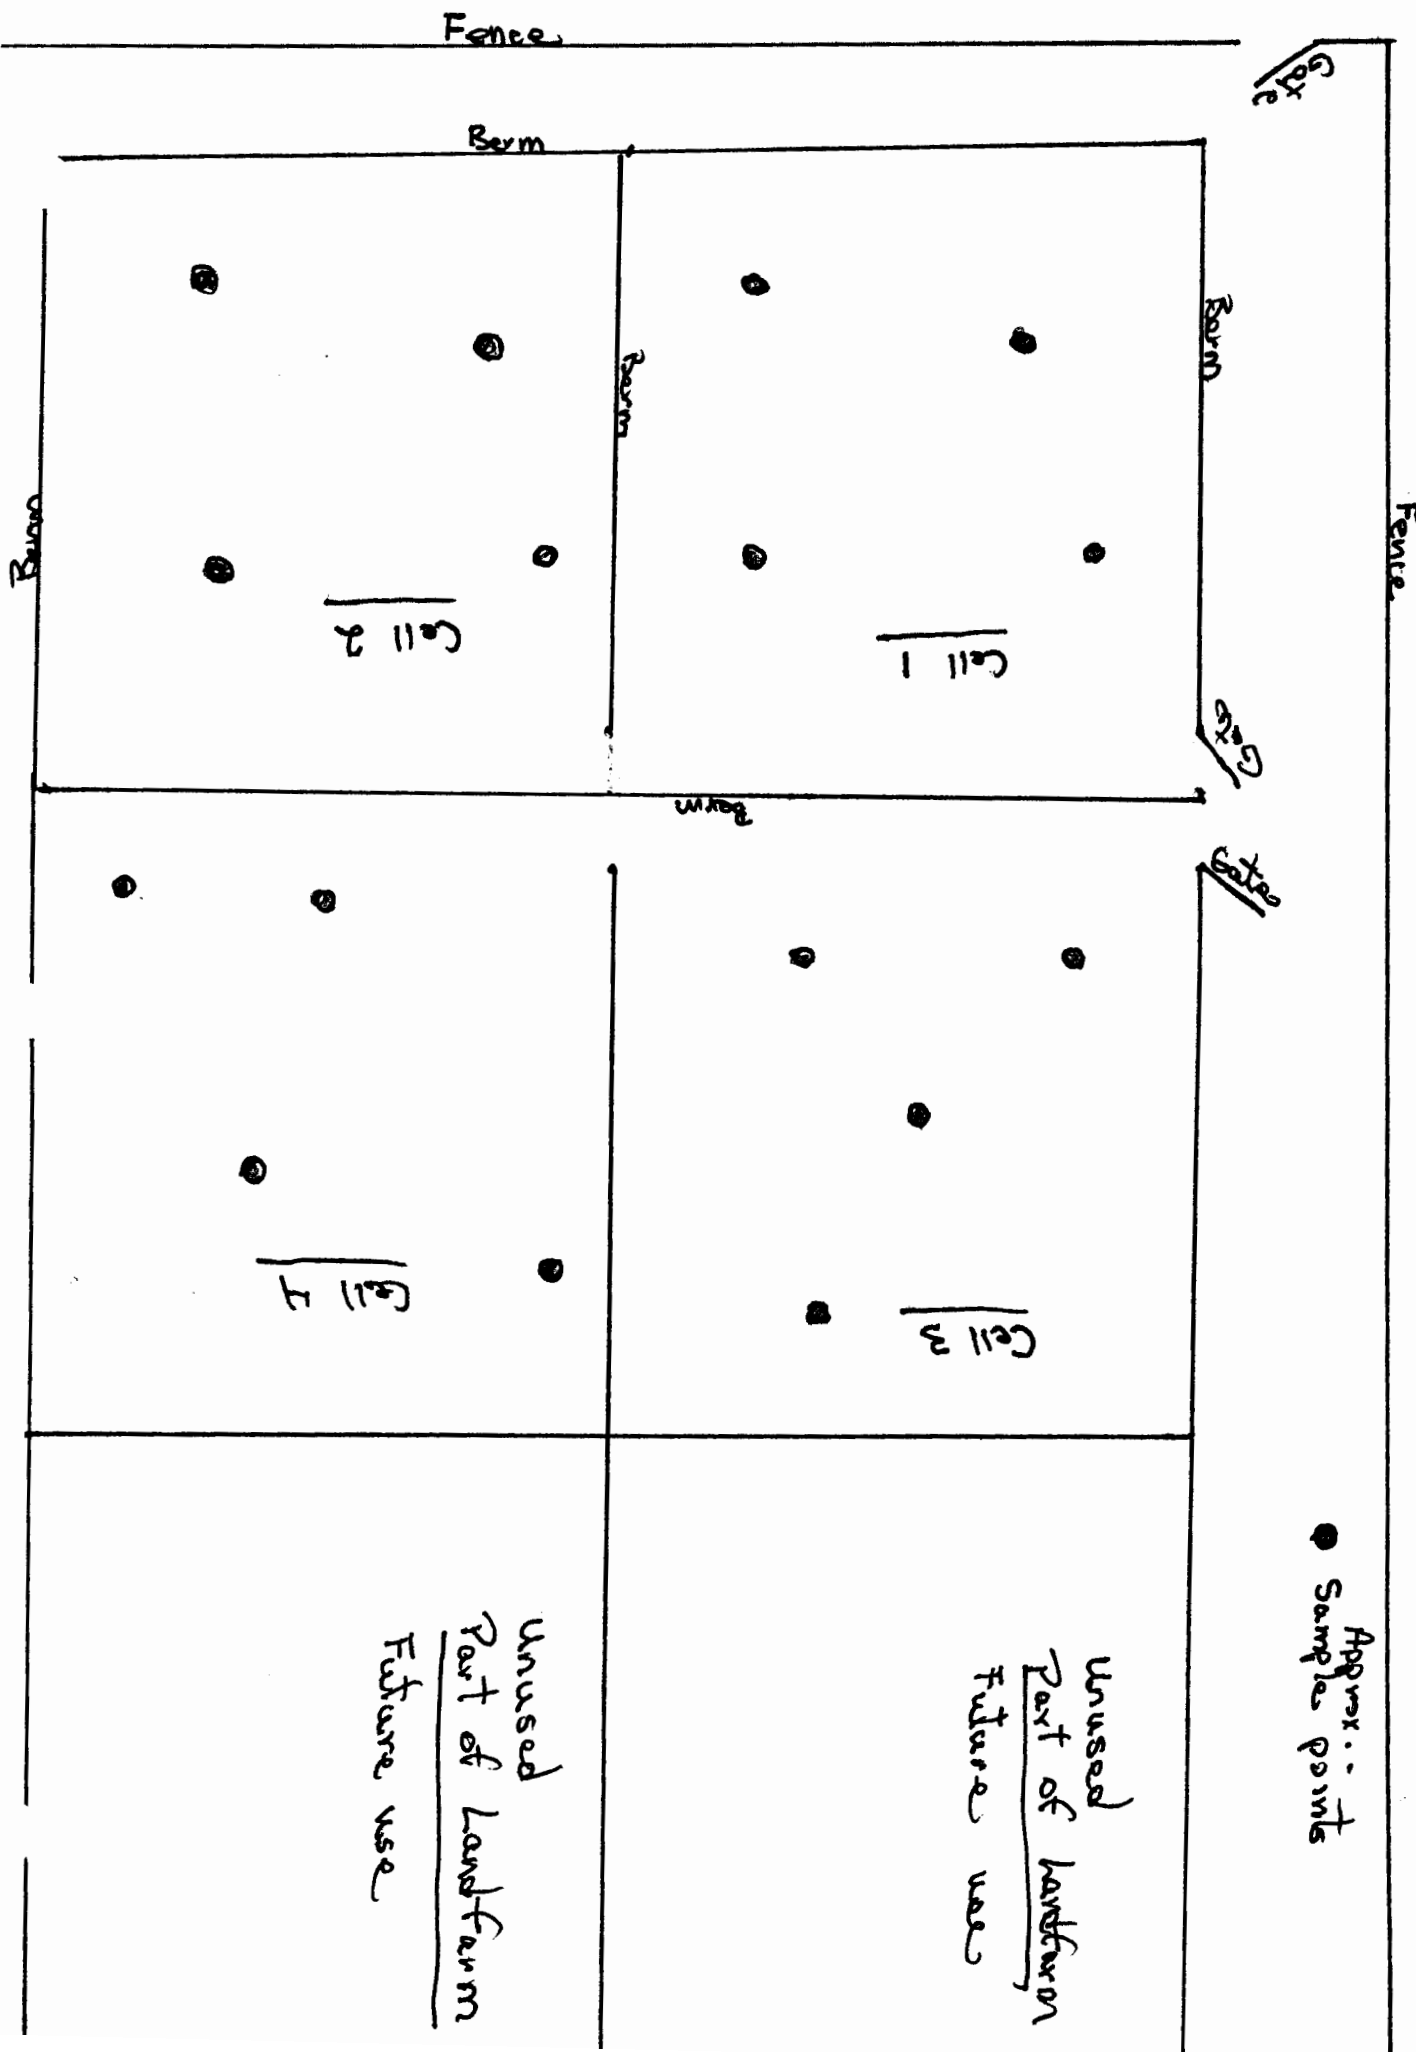 Fence
Gate
Berm
Berm
Berm
Berm
Fence
Cell 2
Cell 1
Gate
Berm
Gate
Cell 4
Cell 3
Approx..
Sample points
Unused
Part of Landfarm
Future use
Unused
Part of Landfarm
Future use